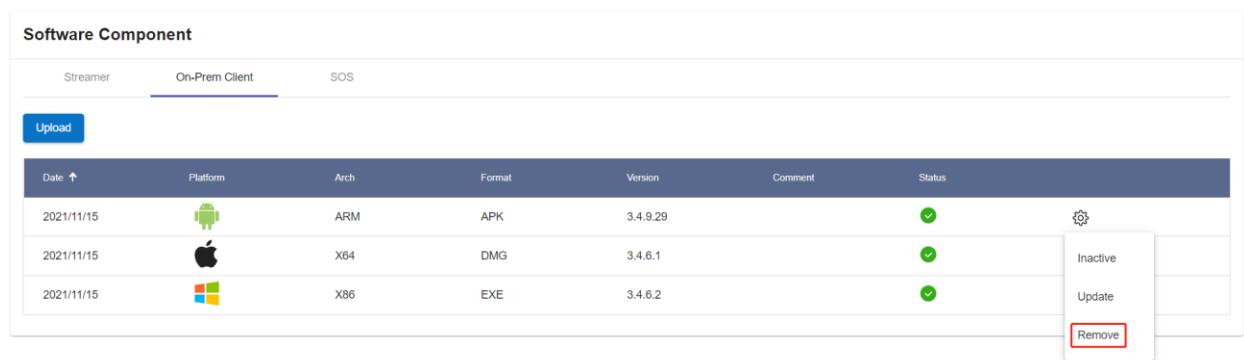 Software Component
Streamer On-Prem Client SOS
Upload
Date Platform Arch Format Version Comment Status
2021/11/15 ARM APK 3.4.9.29
2021/11/15 X64 DMG 3.4.6.1
Inactive
2021/11/15 X86 EXE 3.4.6.2
Update
Remove